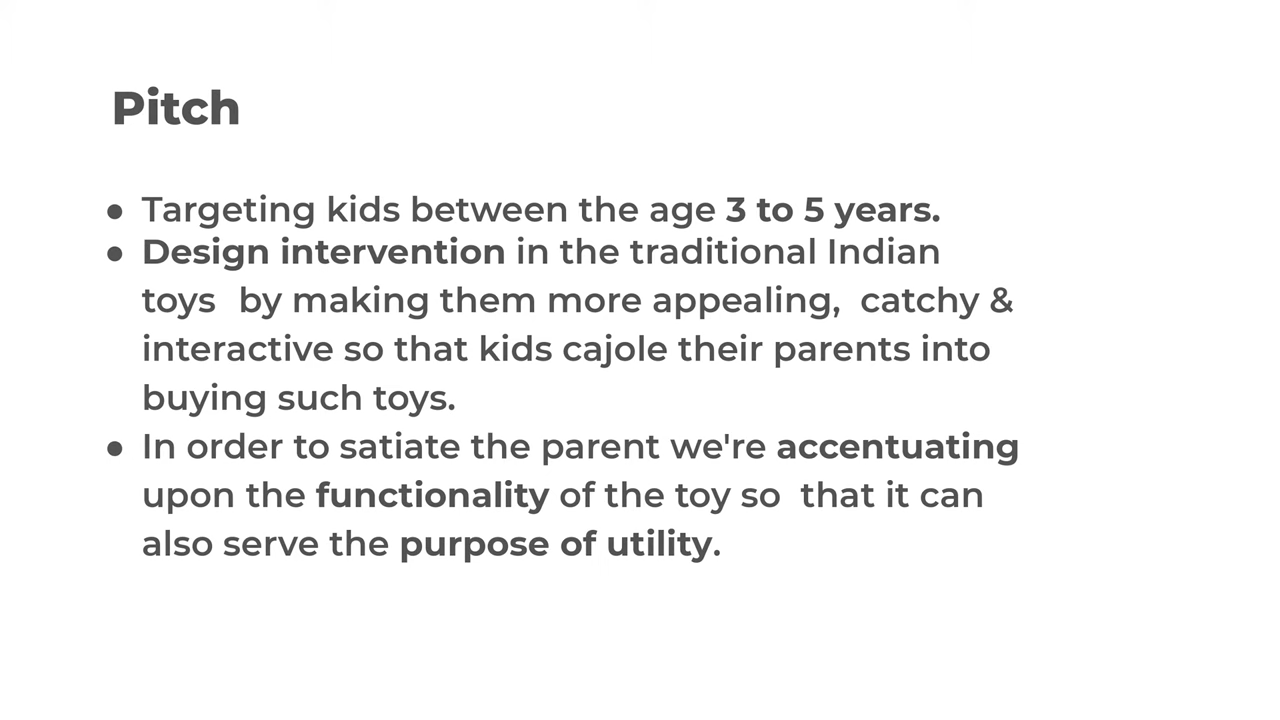 Pitch
● Targeting kids between the age 3 to 5 years.
● Design intervention in the traditional Indian
toys  by making them more appealing,  catchy &
interactive so that kids cajole their parents into
buying such toys.
● In order to satiate the parent we're accentuating
upon the functionality of the toy so  that it can
also serve the purpose of utility.